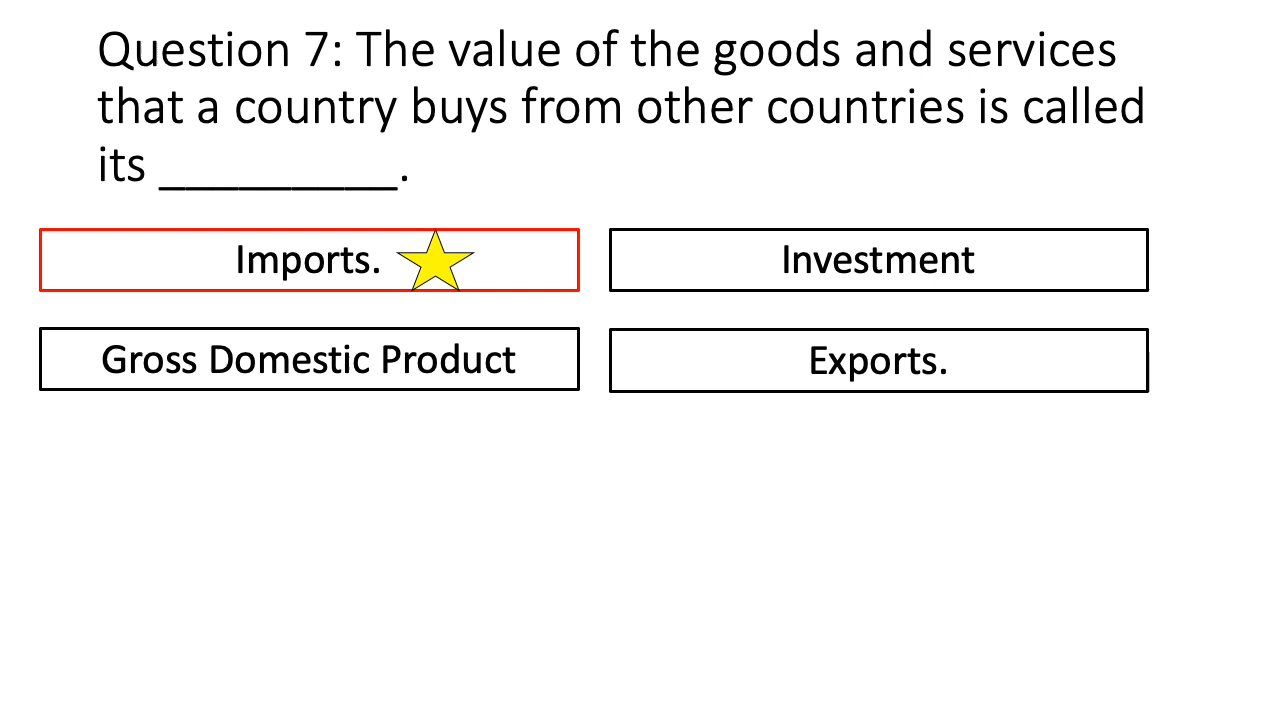 Question 7: The value of the goods and services
that a country buys from other countries is called
its _________.
Imports.
Investment
Gross Domestic Product
Exports.